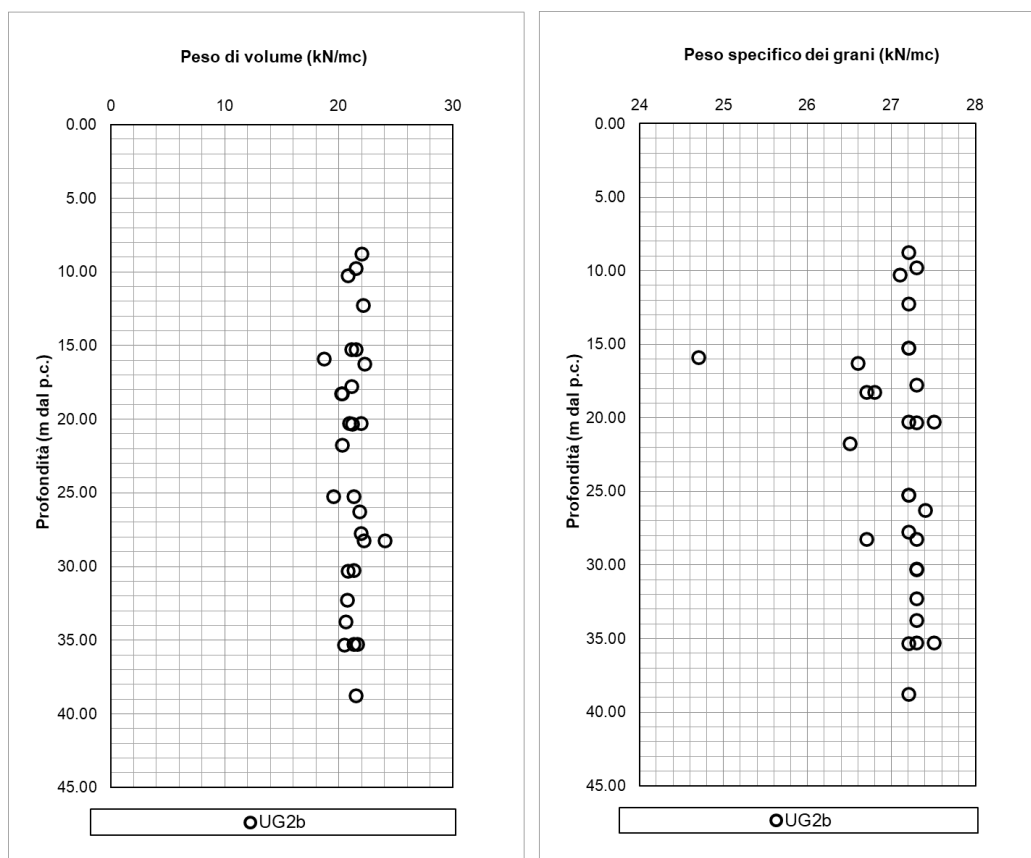 Peso di volume (kN/mc)
0 10 20 30
0.00
5.00
10.00
15.00
20.00
25.00
30.00
35.00
40.00
45.00
Profondità (m dal p.c.)
UG2b
Peso specifico dei grani (kN/mc)
24 25 26 27 28
0.00
5.00
10.00
15.00
20.00
25.00
30.00
35.00
40.00
45.00
Profondità (m dal p.c.)
UG2b